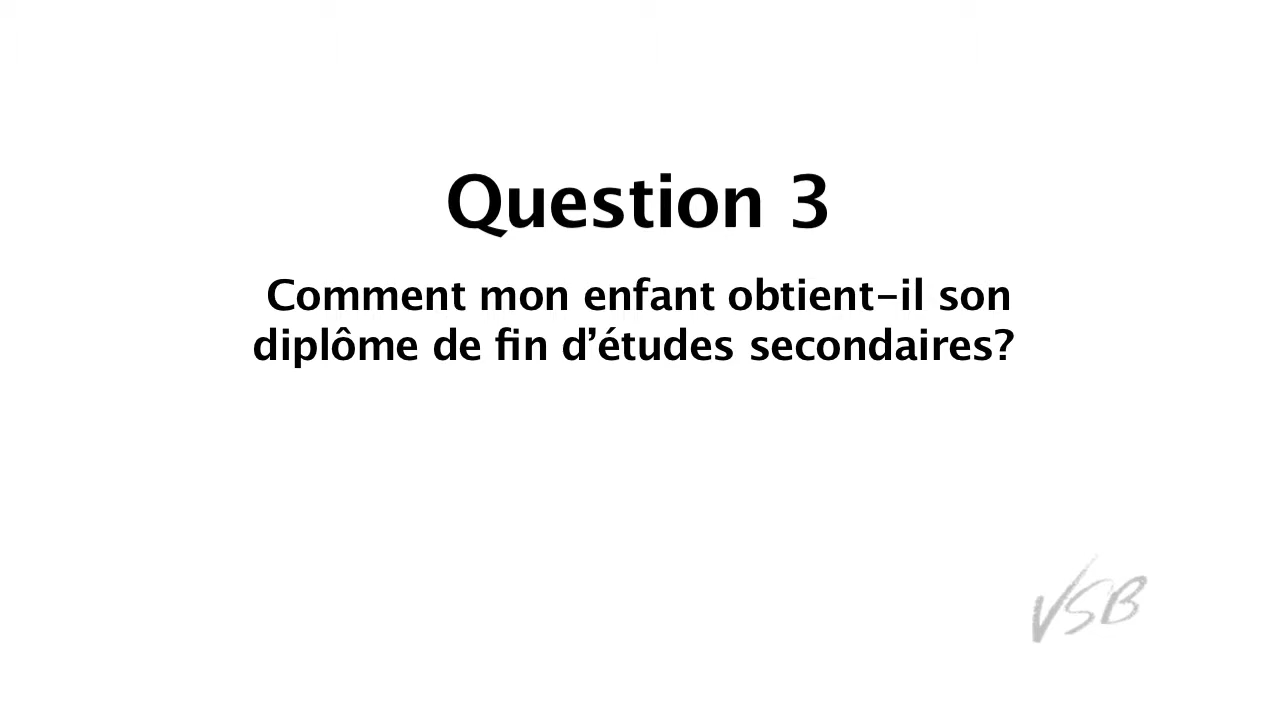 Question 3
Comment mon enfant obtient-il son
diplôme de fin d’études secondaires?
VSB